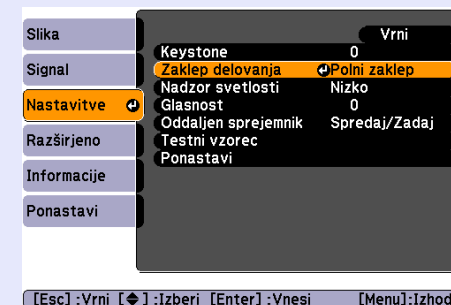 Slika
Signal
Nastavitve
Razširjeno
Informacije
Ponastavi
Vrni
Keystone 0
Zaklep delovanja Polni zaklep
Nadzor svetlosti Nizko
Glasnost 0
Oddaljen sprejemnik Spredaj/Zadaj
Testni vzorec
Ponastavi
[Esc] :Vrni [◆] :Izberi [Enter] :Vnesi [Menu]:Izhod